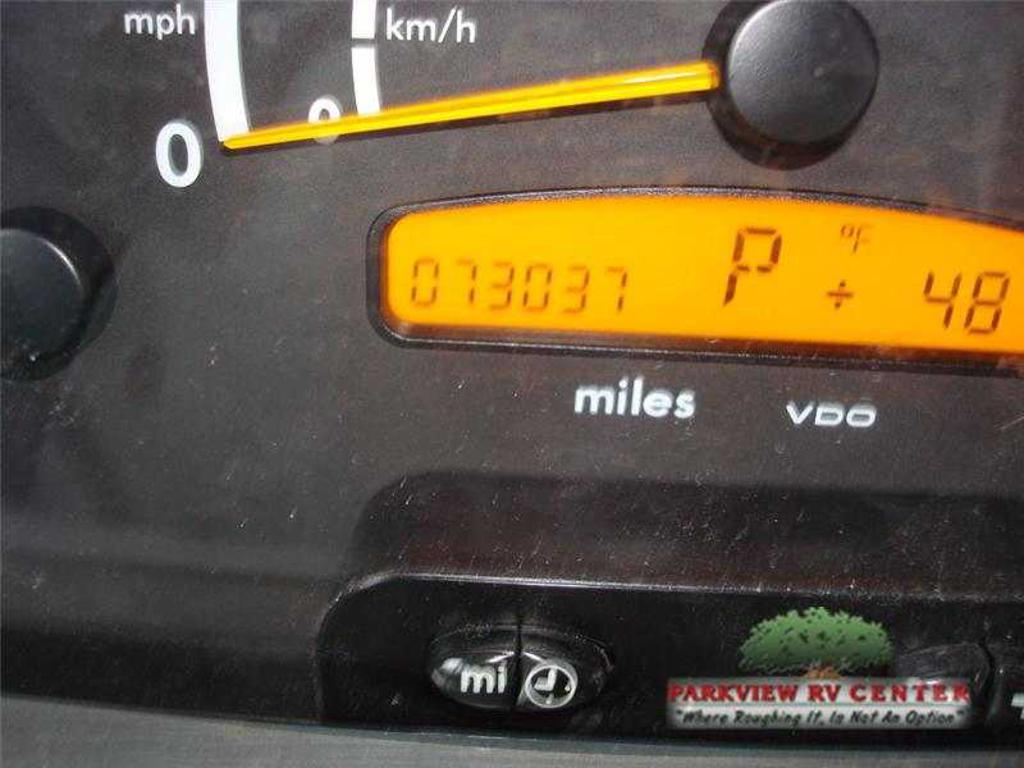 mph km/h
0 0
073037 P °F ÷ 48
miles VDO
mi
PARKVIEW RV CENTER
"Where Roughing It, Is Not An Option"